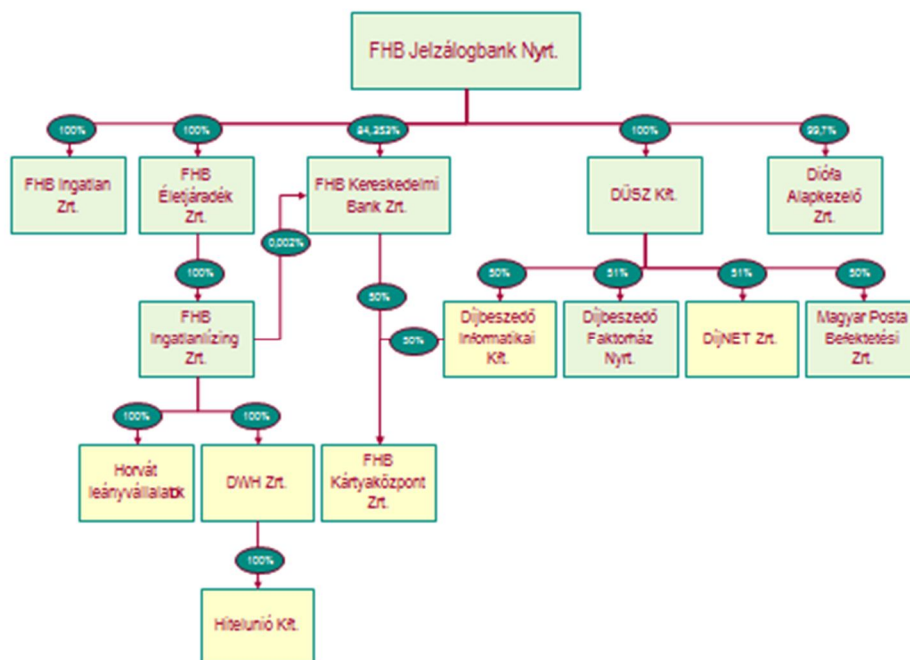 FHB Jelzálogbank Nyrt.
100%
100%
84,353%
100%
99,7%
FHB Ingatlan
Zrt.
FHB
Életjáradék
Zrt.
FHB Kereskedelmi
Bank Zrt.
DÜSZ Kft.
Diófa
Alapkezelő
Zrt.
0,002%
100%
50%
50%
51%
51%
50%
FHB
Ingatlanlízing
Zrt.
50%
Díjbeszedő
Informatikai
Kft.
Díjbeszedő
Faktorház
Nyrt.
DíjNET Zrt.
Magyar Posta
Befektetési
Zrt.
100%
100%
Horvát
leányvállalatok
DWH Zrt.
FHB
Kártyaközpont
Zrt.
100%
Hitelunió Kft.